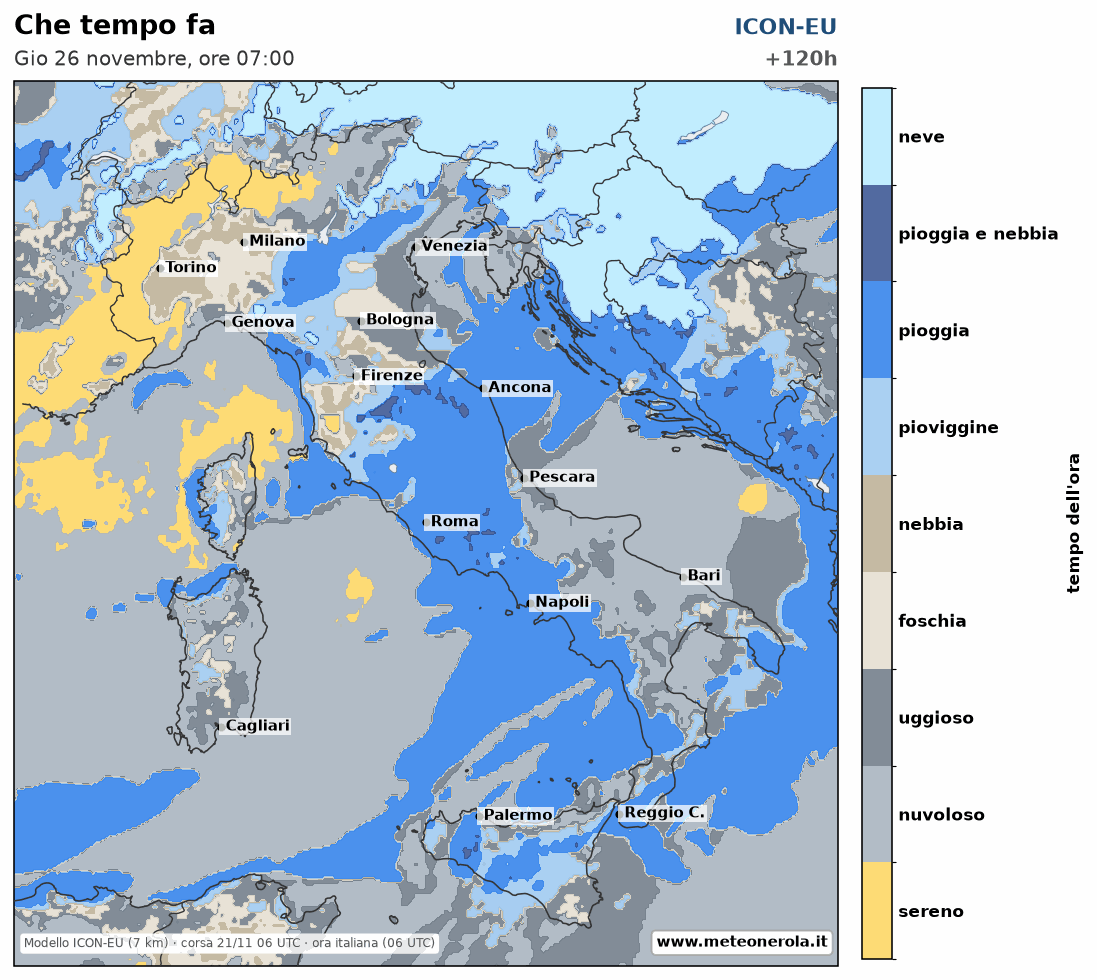 Che tempo fa
ICON-EU
Gio 26 novembre, ore 07:00
+120h
neve
pioggia e nebbia
pioggia
pioviggine
nebbia
foschia
uggioso
nuvoloso
sereno
tempo dell'ora
Milano
Venezia
Torino
Genova
Bologna
Firenze
Ancona
Pescara
Roma
Bari
Napoli
Cagliari
Palermo
Reggio C.
Modello ICON-EU (7 km) · corsa 21/11 06 UTC · ora italiana (06 UTC)
www.meteonerola.it